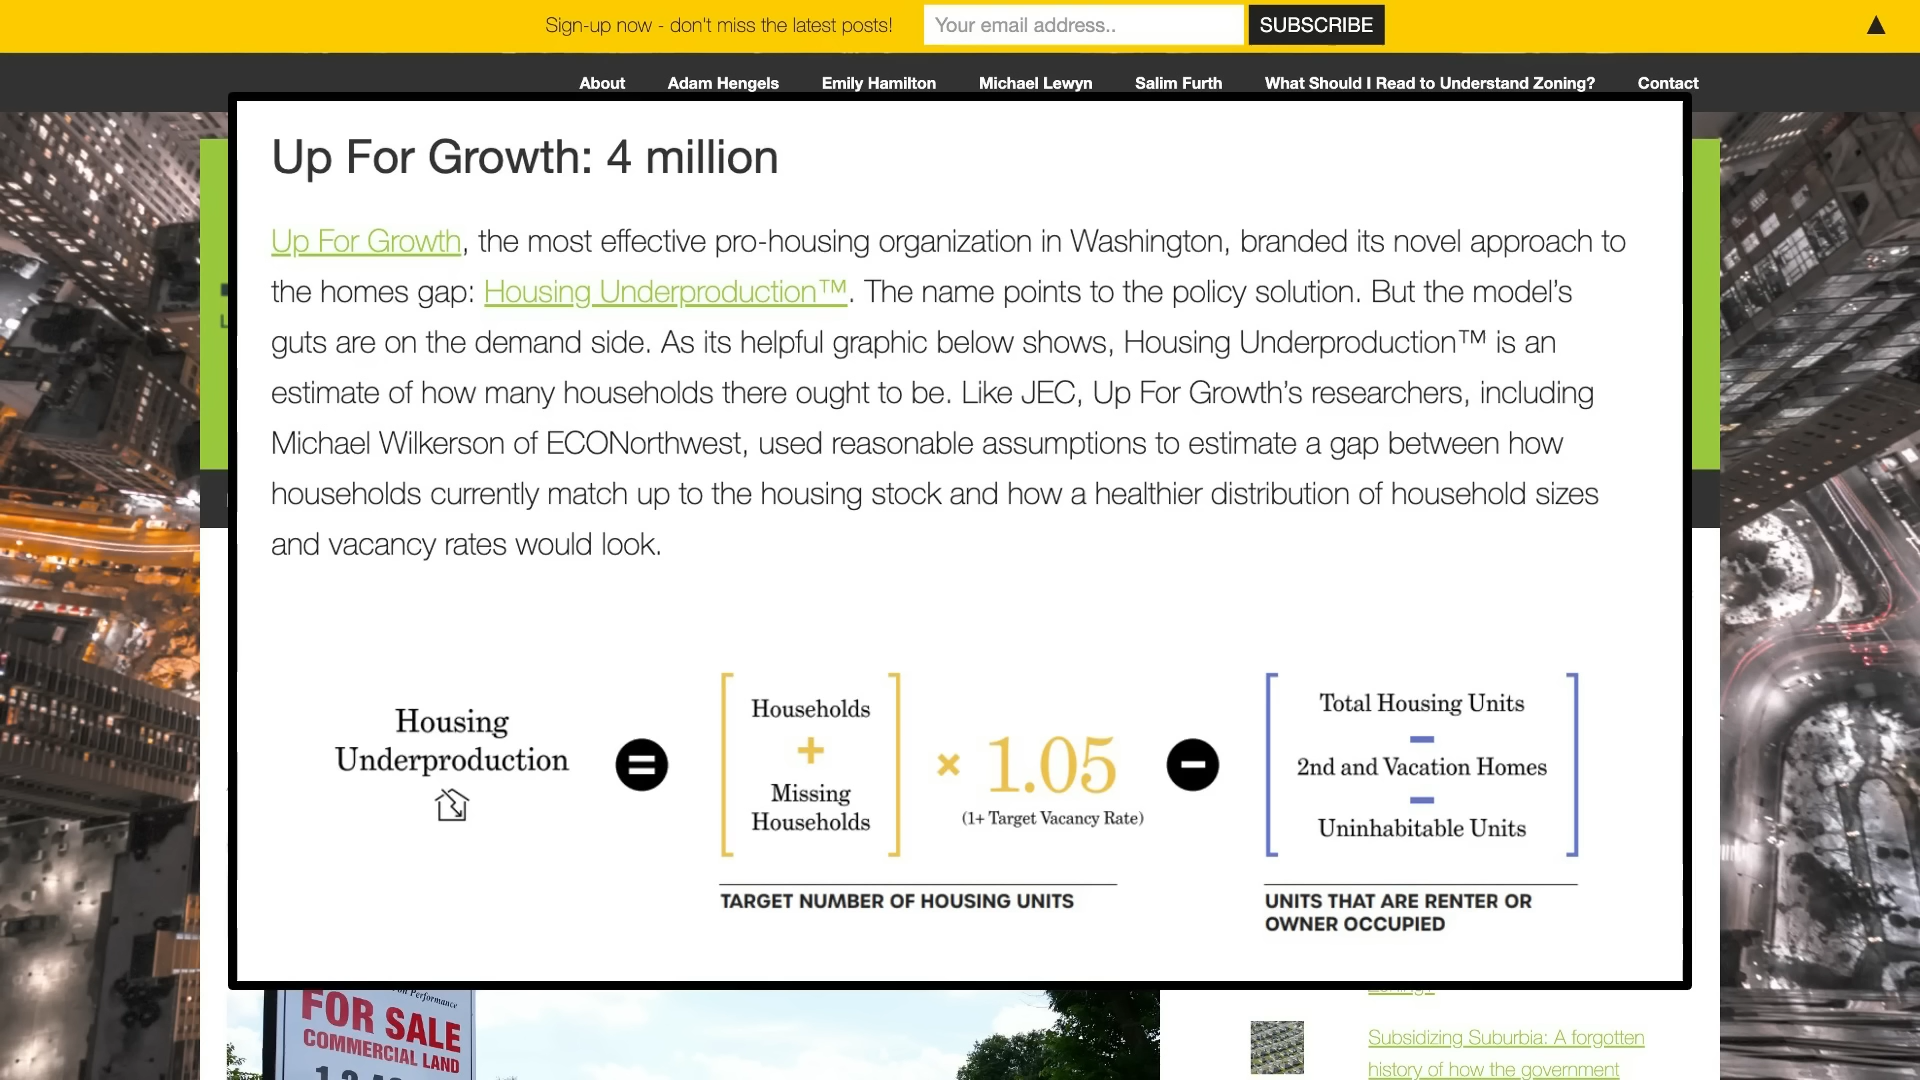 Sign-up now - don't miss the latest posts!
Your email address..
SUBSCRIBE
▲
About
Adam Hengels
Emily Hamilton
Michael Lewyn
Salim Furth
What Should I Read to Understand Zoning?
Contact
Up For Growth: 4 million
Up For Growth, the most effective pro-housing organization in Washington, branded its novel approach to
the homes gap: Housing Underproduction™. The name points to the policy solution. But the model’s
guts are on the demand side. As its helpful graphic below shows, Housing Underproduction™ is an
estimate of how many households there ought to be. Like JEC, Up For Growth’s researchers, including
Michael Wilkerson of ECONorthwest, used reasonable assumptions to estimate a gap between how
households currently match up to the housing stock and how a healthier distribution of household sizes
and vacancy rates would look.
Housing
Underproduction
=
Households
+
Missing
Households
× 1.05
(1+ Target Vacancy Rate)
−
Total Housing Units
−
2nd and Vacation Homes
−
Uninhabitable Units
TARGET NUMBER OF HOUSING UNITS
UNITS THAT ARE RENTER OR
OWNER OCCUPIED
Performance
FOR SALE
COMMERCIAL LAND
Subsidizing Suburbia: A forgotten
history of how the government